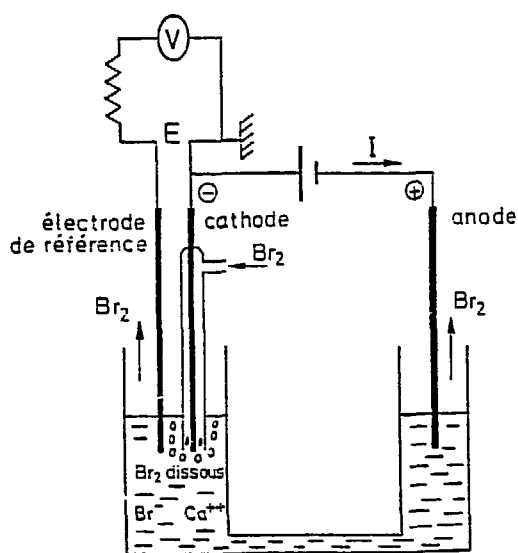 V
E
I
⊖
⊕
électrode
de référence
cathode
anode
Br₂
Br₂
Br₂
Br₂ dissous
Br⁻ Ca⁺⁺